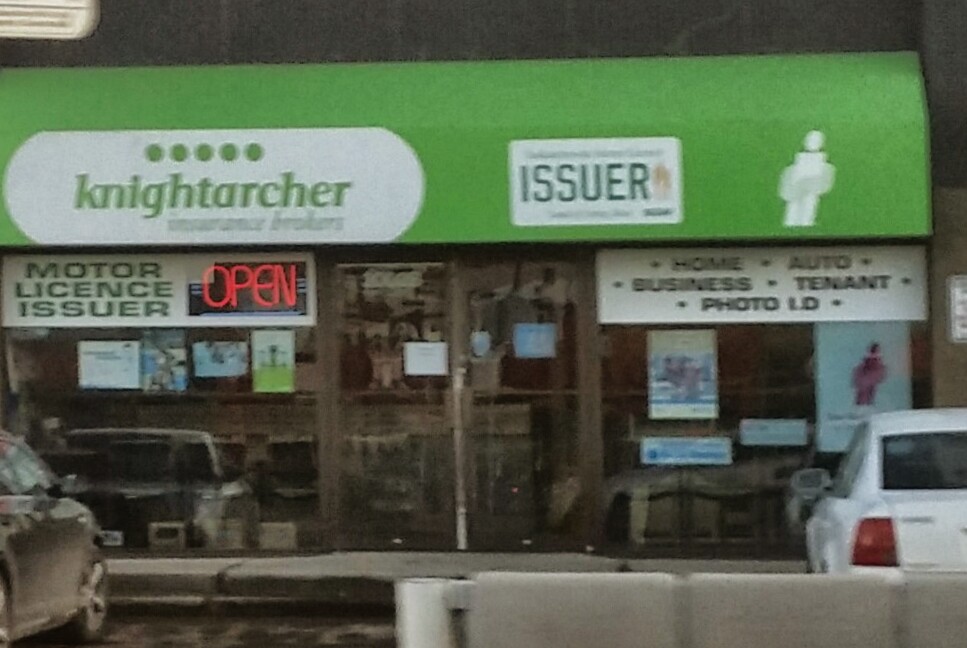 knightarcher
insurance brokers
ISSUER
MOTOR
LICENCE
ISSUER
OPEN
• HOME • AUTO •
• BUSINESS • TENANT •
• PHOTO I.D •